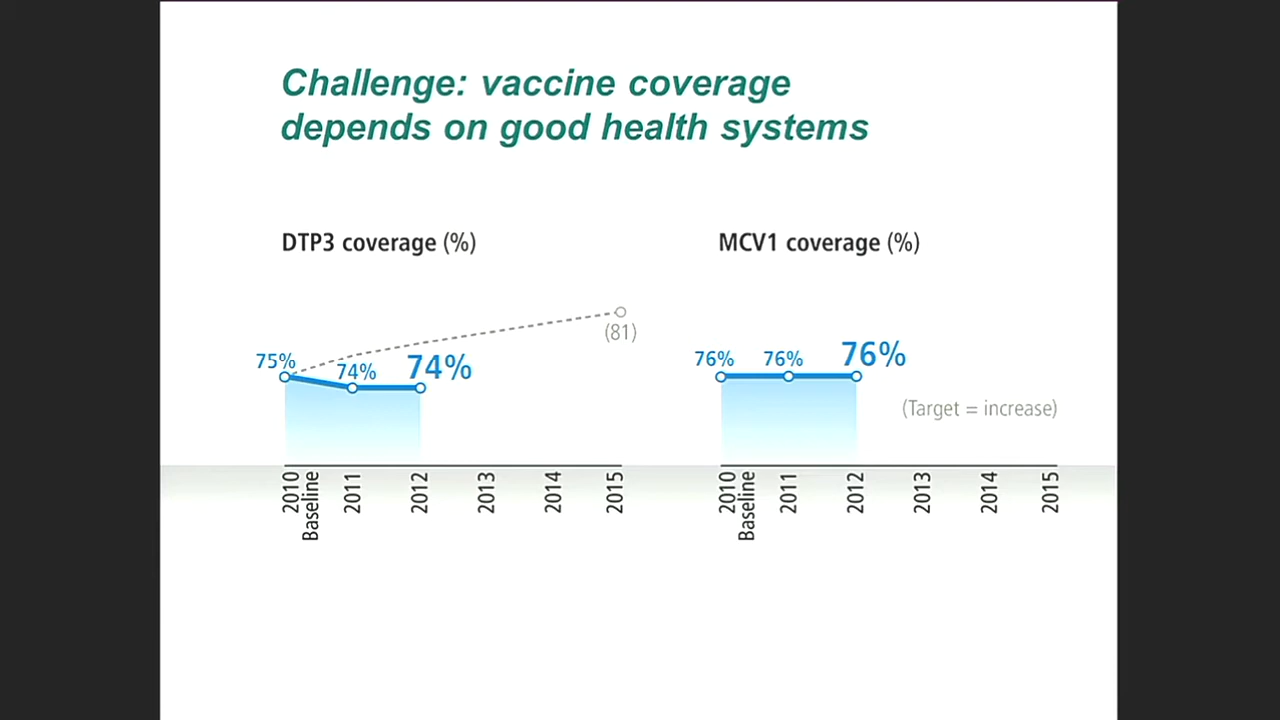 Challenge: vaccine coverage
depends on good health systems
DTP3 coverage (%)
(81)
75%
74%
74%
2010
Baseline
2011
2012
2013
2014
2015
MCV1 coverage (%)
76%
76%
76%
(Target = increase)
2010
Baseline
2011
2012
2013
2014
2015